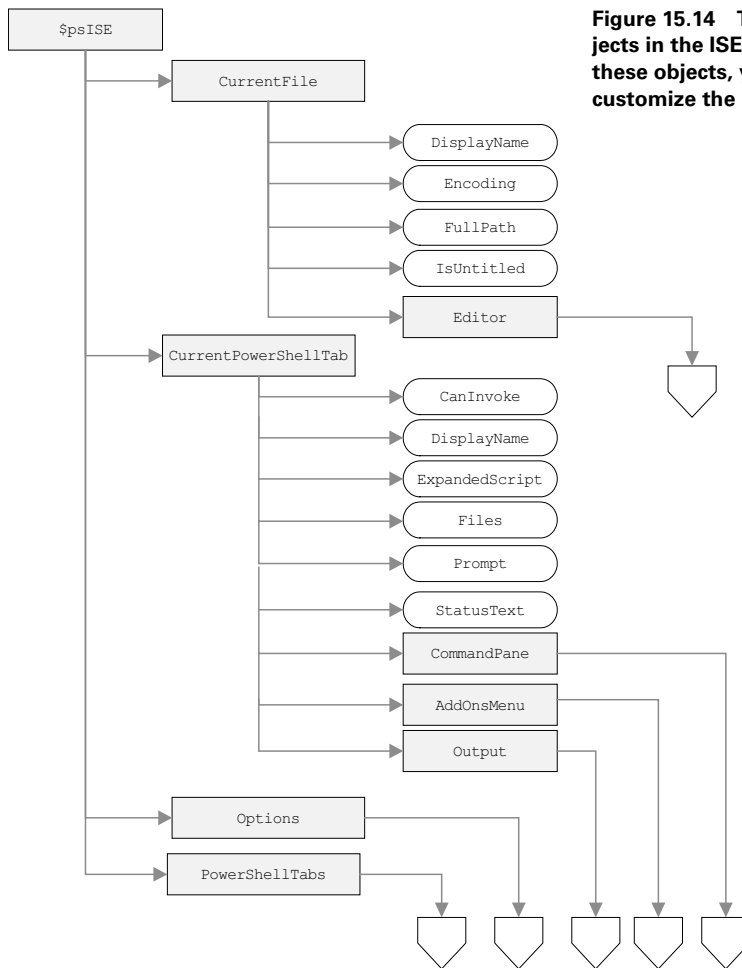 $psISE
Figure 15.14
jects in the ISE
these objects,
customize the
CurrentFile
DisplayName
Encoding
FullPath
IsUntitled
Editor
CurrentPowerShellTab
CanInvoke
DisplayName
ExpandedScript
Files
Prompt
StatusText
CommandPane
AddOnsMenu
Output
Options
PowerShellTabs